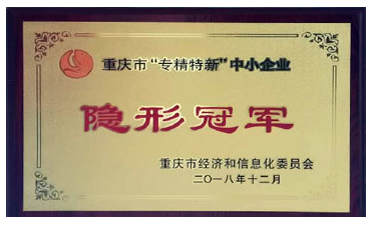 重庆市“专精特新”中小企业
隐形冠军
重庆市经济和信息化委员会
二〇一八年十二月